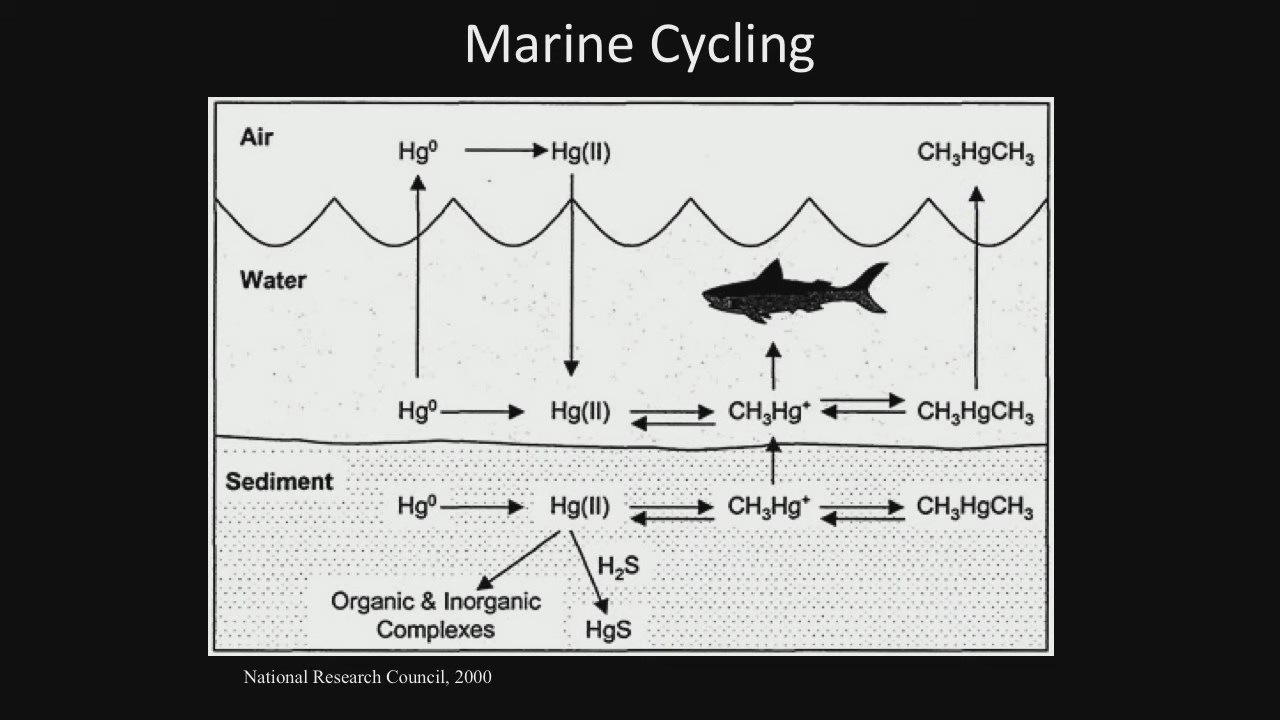 Marine Cycling
Air
Hg⁰ Hg(II) CH₃HgCH₃
Water
Hg⁰ Hg(II) CH₃Hg⁺ CH₃HgCH₃
Sediment
Hg⁰ Hg(II) CH₃Hg⁺ CH₃HgCH₃
H₂S
Organic & Inorganic
Complexes
HgS
National Research Council, 2000